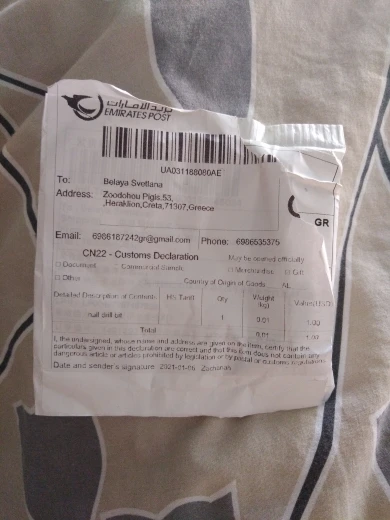 بريد الإمارات
EMIRATES POST
UA031168080AE
To: Belaya Svetlana
Address: Zoodohou Pigis,53,
,Heraklion,Creta,71307,Greece
GR
Email: 6986187242gr@gmail.com Phone: 6986535375
CN22 - Customs Declaration May be opened officially
Document Commercial Sample Merchandise Gift
Other
Country of Origin of Goods NL
Detailed Description of Contents HS Tariff Qty Weight (kg) Value (USD)
nail drill bit 1 0.01 1.00
Total 0.01 1.00
I, the undersigned, whose name and address are given on the item, certify that the
particulars given in this declaration are correct and that this item does not contain any
dangerous article or articles prohibited by legislation or by postal or customs regulations
Date and sender's signature 2021-01-06